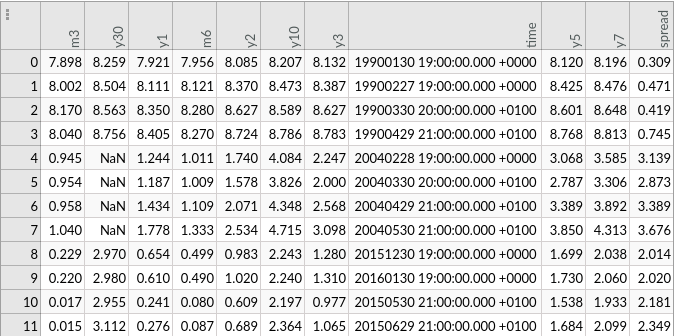 m3 y30 y1 m6 y2 y10 y3 time y5 y7 spread
0 7.898 8.259 7.921 7.956 8.085 8.207 8.132 19900130 19:00:00.000 +0000 8.120 8.196 0.309
1 8.002 8.504 8.111 8.121 8.370 8.473 8.387 19900227 19:00:00.000 +0000 8.425 8.476 0.471
2 8.170 8.563 8.350 8.280 8.627 8.589 8.627 19900330 20:00:00.000 +0100 8.601 8.648 0.419
3 8.040 8.756 8.405 8.270 8.724 8.786 8.783 19900429 21:00:00.000 +0100 8.768 8.813 0.745
4 0.945 NaN 1.244 1.011 1.740 4.084 2.247 20040228 19:00:00.000 +0000 3.068 3.585 3.139
5 0.954 NaN 1.187 1.009 1.578 3.826 2.000 20040330 20:00:00.000 +0100 2.787 3.306 2.873
6 0.958 NaN 1.434 1.109 2.071 4.348 2.568 20040429 21:00:00.000 +0100 3.389 3.892 3.389
7 1.040 NaN 1.778 1.333 2.534 4.715 3.098 20040530 21:00:00.000 +0100 3.850 4.313 3.676
8 0.229 2.970 0.654 0.499 0.983 2.243 1.280 20151230 19:00:00.000 +0000 1.699 2.038 2.014
9 0.220 2.980 0.610 0.490 1.020 2.240 1.310 20160130 19:00:00.000 +0000 1.730 2.060 2.020
10 0.017 2.955 0.241 0.080 0.609 2.197 0.977 20150530 21:00:00.000 +0100 1.538 1.933 2.181
11 0.015 3.112 0.276 0.087 0.689 2.364 1.065 20150629 21:00:00.000 +0100 1.684 2.099 2.349